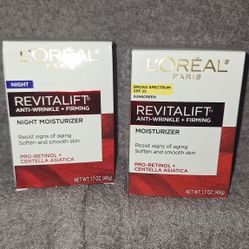 L'ORÉAL
PARIS
NIGHT
REVITALIFT®
ANTI-WRINKLE + FIRMING
NIGHT MOISTURIZER
Resist signs of aging
Soften and smooth skin
PRO-RETINOL +
CENTELLA ASIATICA
NET WT. 1.7 OZ (48g)
L'ORÉAL
PARIS
BROAD SPECTRUM
SPF 25
SUNSCREEN
REVITALIFT®
ANTI-WRINKLE + FIRMING
MOISTURIZER
Resist signs of aging
Soften and smooth skin
PRO-RETINOL +
CENTELLA ASIATICA
NET WT. 1.7 OZ (48g)